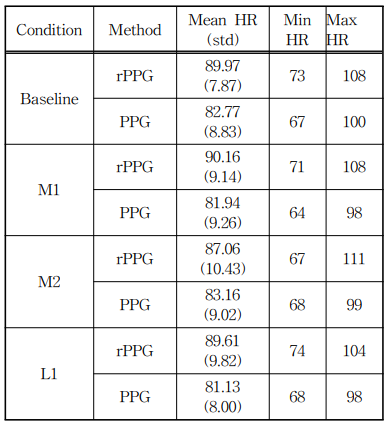 Condition Method Mean HR (std) Min HR Max HR
Baseline rPPG 89.97 (7.87) 73 108
PPG 82.77 (8.83) 67 100
M1 rPPG 90.16 (9.14) 71 108
PPG 81.94 (9.26) 64 98
M2 rPPG 87.06 (10.43) 67 111
PPG 83.16 (9.02) 68 99
L1 rPPG 89.61 (9.82) 74 104
PPG 81.13 (8.00) 68 98